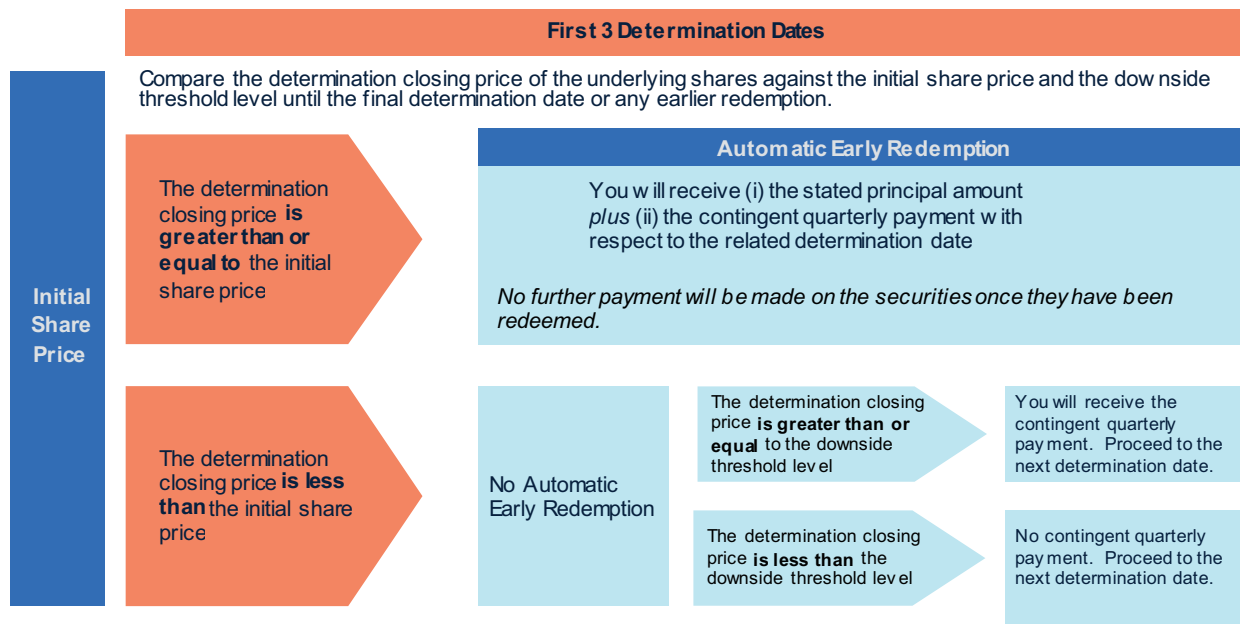 First 3 Determination Dates
Compare the determination closing price of the underlying shares against the initial share price and the downside
threshold level until the final determination date or any earlier redemption.
Initial
Share
Price
The determination
closing price is
greater than or
equal to the initial
share price
Automatic Early Redemption
You will receive (i) the stated principal amount
plus (ii) the contingent quarterly payment with
respect to the related determination date
No further payment will be made on the securities once they have been
redeemed.
The determination
closing price is less
than the initial share
price
No Automatic
Early Redemption
The determination closing
price is greater than or
equal to the downside
threshold level
You will receive the
contingent quarterly
payment. Proceed to the
next determination date.
The determination closing
price is less than the
downside threshold level
No contingent quarterly
payment. Proceed to the
next determination date.